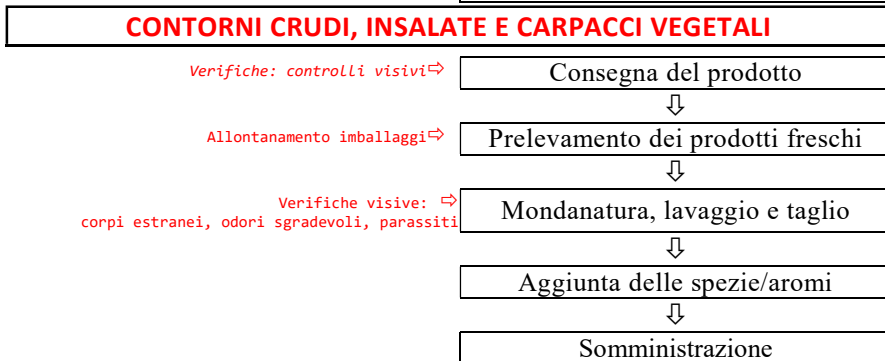 CONTORNI CRUDI, INSALATE E CARPACCI VEGETALI
Verifiche: controlli visivi⇨ Consegna del prodotto
⇩
Allontanamento imballaggi⇨ Prelevamento dei prodotti freschi
⇩
Verifiche visive: ⇨
corpi estranei, odori sgradevoli, parassiti
Mondanatura, lavaggio e taglio
⇩
Aggiunta delle spezie/aromi
⇩
Somministrazione